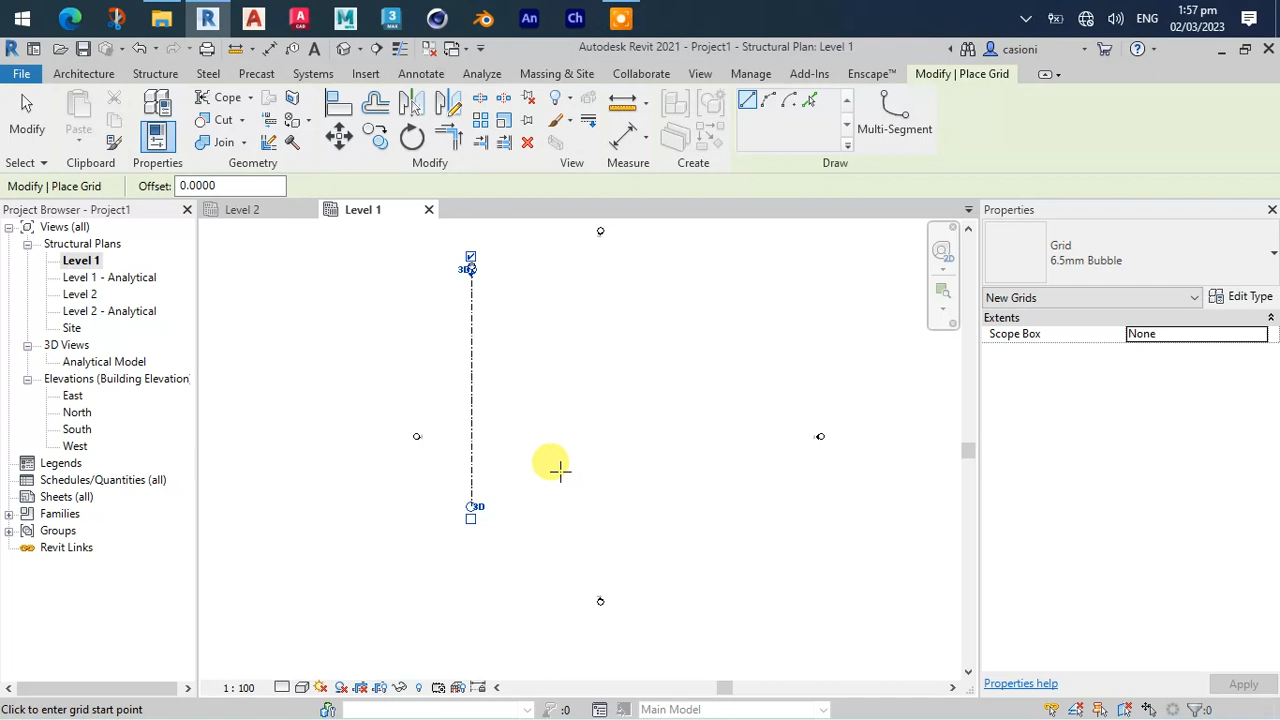 An
Ch
ENG
1:57 pm
02/03/2023
Autodesk Revit 2021 - Project1 - Structural Plan: Level 1
casioni
File
Architecture
Structure
Steel
Precast
Systems
Insert
Annotate
Analyze
Massing & Site
Collaborate
View
Manage
Add-Ins
Enscape™
Modify | Place Grid
Modify
Paste
Cope
Cut
Join
Multi-Segment
Select
Clipboard
Properties
Geometry
Modify
View
Measure
Create
Draw
Modify | Place Grid
Offset:
0.0000
Project Browser - Project1
Level 2
Level 1
Properties
Views (all)
Structural Plans
Level 1
Level 1 - Analytical
Level 2
Level 2 - Analytical
Site
3D Views
Analytical Model
Elevations (Building Elevation
East
North
South
West
Legends
Schedules/Quantities (all)
Sheets (all)
Families
Groups
Revit Links
3D
3D
2D
Grid
6.5mm Bubble
New Grids
Edit Type
Extents
Scope Box
None
Properties help
Apply
1 : 100
Click to enter grid start point
:0
Main Model
:0